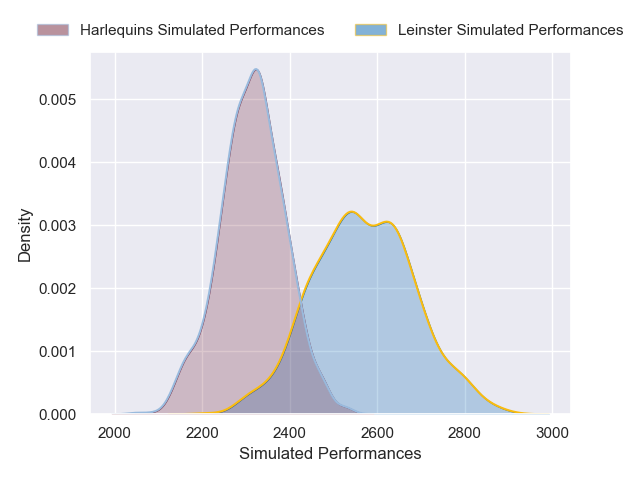 Harlequins Simulated Performances Leinster Simulated Performances
0.005
0.004
0.003
0.002
0.001
0.000
Density
2000 2200 2400 2600 2800 3000
Simulated Performances